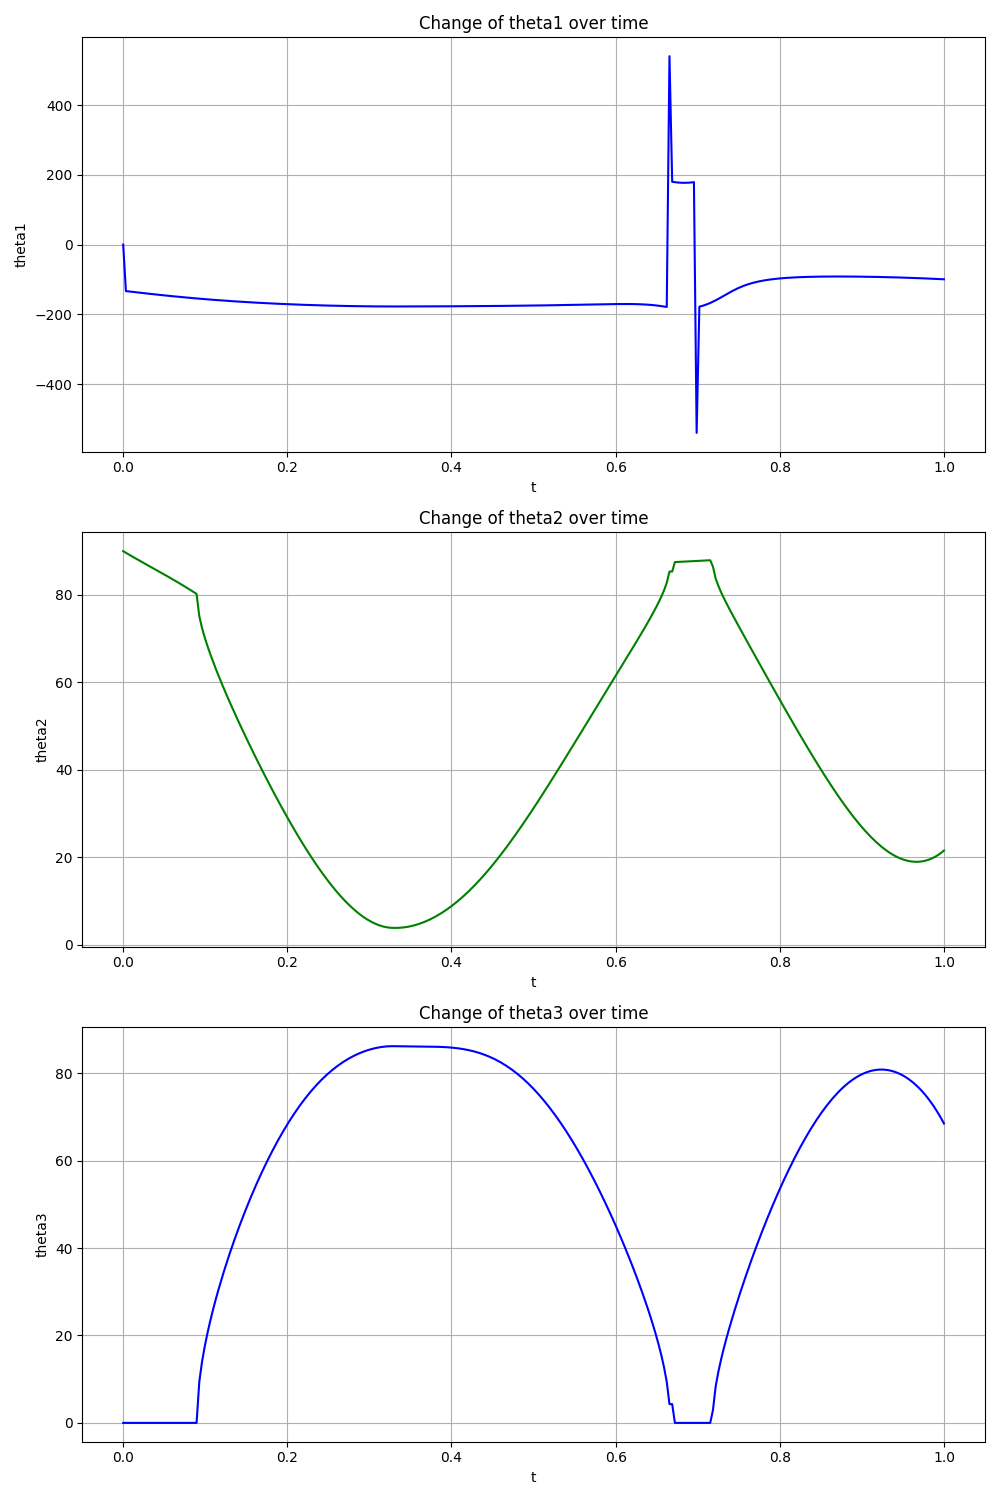 Change of theta1 over time
400
200
0
−200
−400
theta1
0.0 0.2 0.4 0.6 0.8 1.0
t
Change of theta2 over time
80
60
40
20
0
theta2
0.0 0.2 0.4 0.6 0.8 1.0
t
Change of theta3 over time
80
60
40
20
0
theta3
0.0 0.2 0.4 0.6 0.8 1.0
t